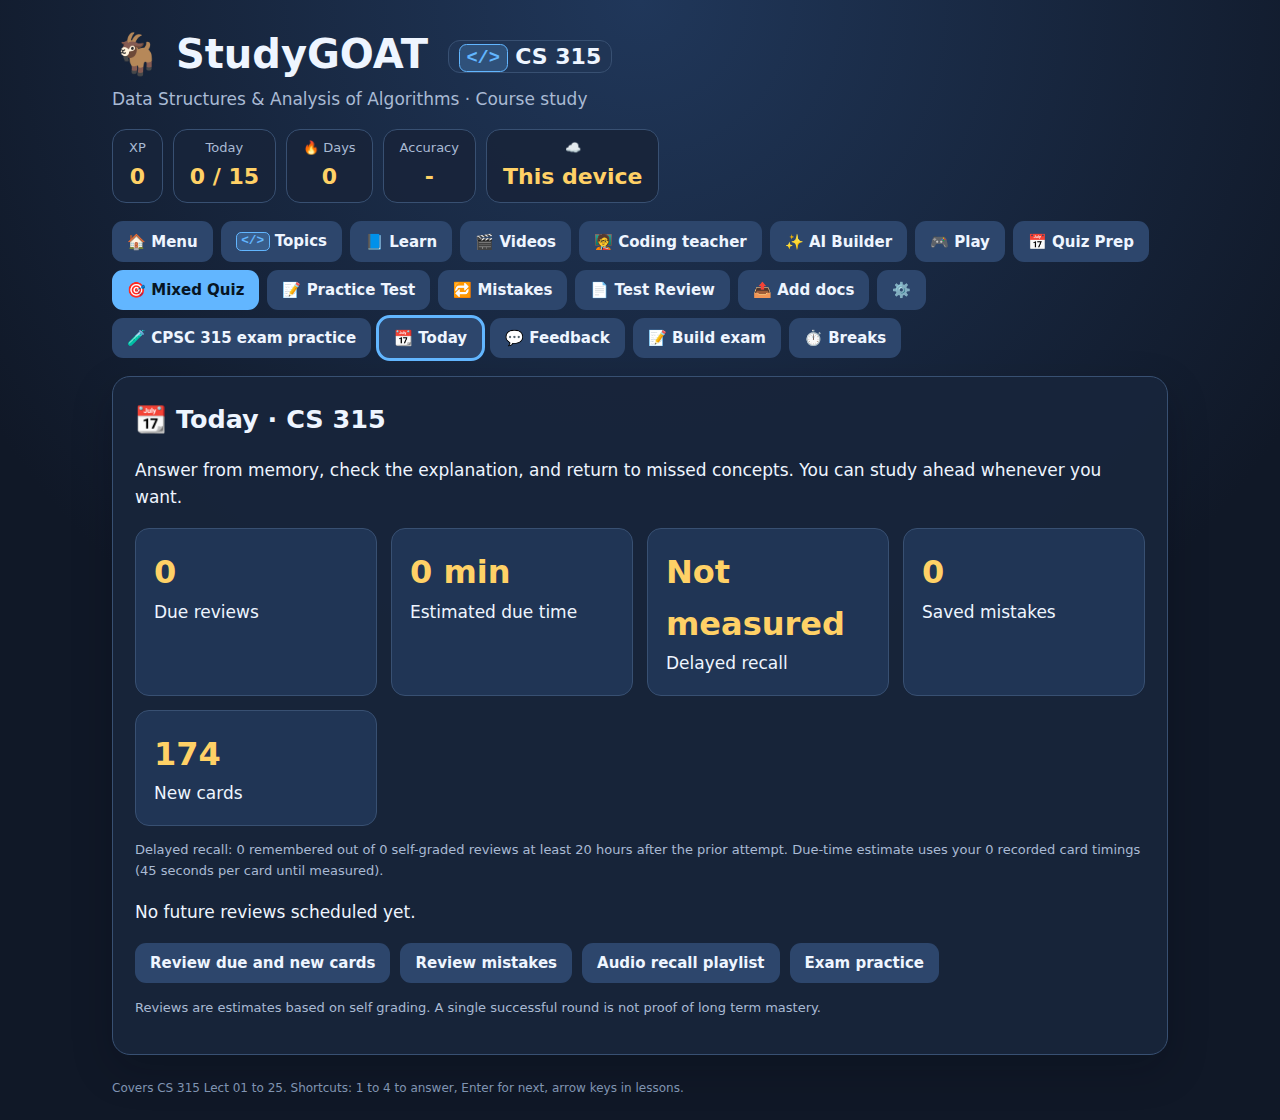 StudyGOAT </> CS 315
Data Structures & Analysis of Algorithms · Course study
XP
0
Today
0 / 15
Days
0
Accuracy
-
This device
Menu
</> Topics
Learn
Videos
Coding teacher
AI Builder
Play
Quiz Prep
Mixed Quiz
Practice Test
Mistakes
Test Review
Add docs
CPSC 315 exam practice
Today
Feedback
Build exam
Breaks
Today · CS 315
Answer from memory, check the explanation, and return to missed concepts. You can study ahead whenever you
want.
0
Due reviews
0 min
Estimated due time
Not
measured
Delayed recall
0
Saved mistakes
174
New cards
Delayed recall: 0 remembered out of 0 self-graded reviews at least 20 hours after the prior attempt. Due-time estimate uses your 0 recorded card timings
(45 seconds per card until measured).
No future reviews scheduled yet.
Review due and new cards
Review mistakes
Audio recall playlist
Exam practice
Reviews are estimates based on self grading. A single successful round is not proof of long term mastery.
Covers CS 315 Lect 01 to 25. Shortcuts: 1 to 4 to answer, Enter for next, arrow keys in lessons.